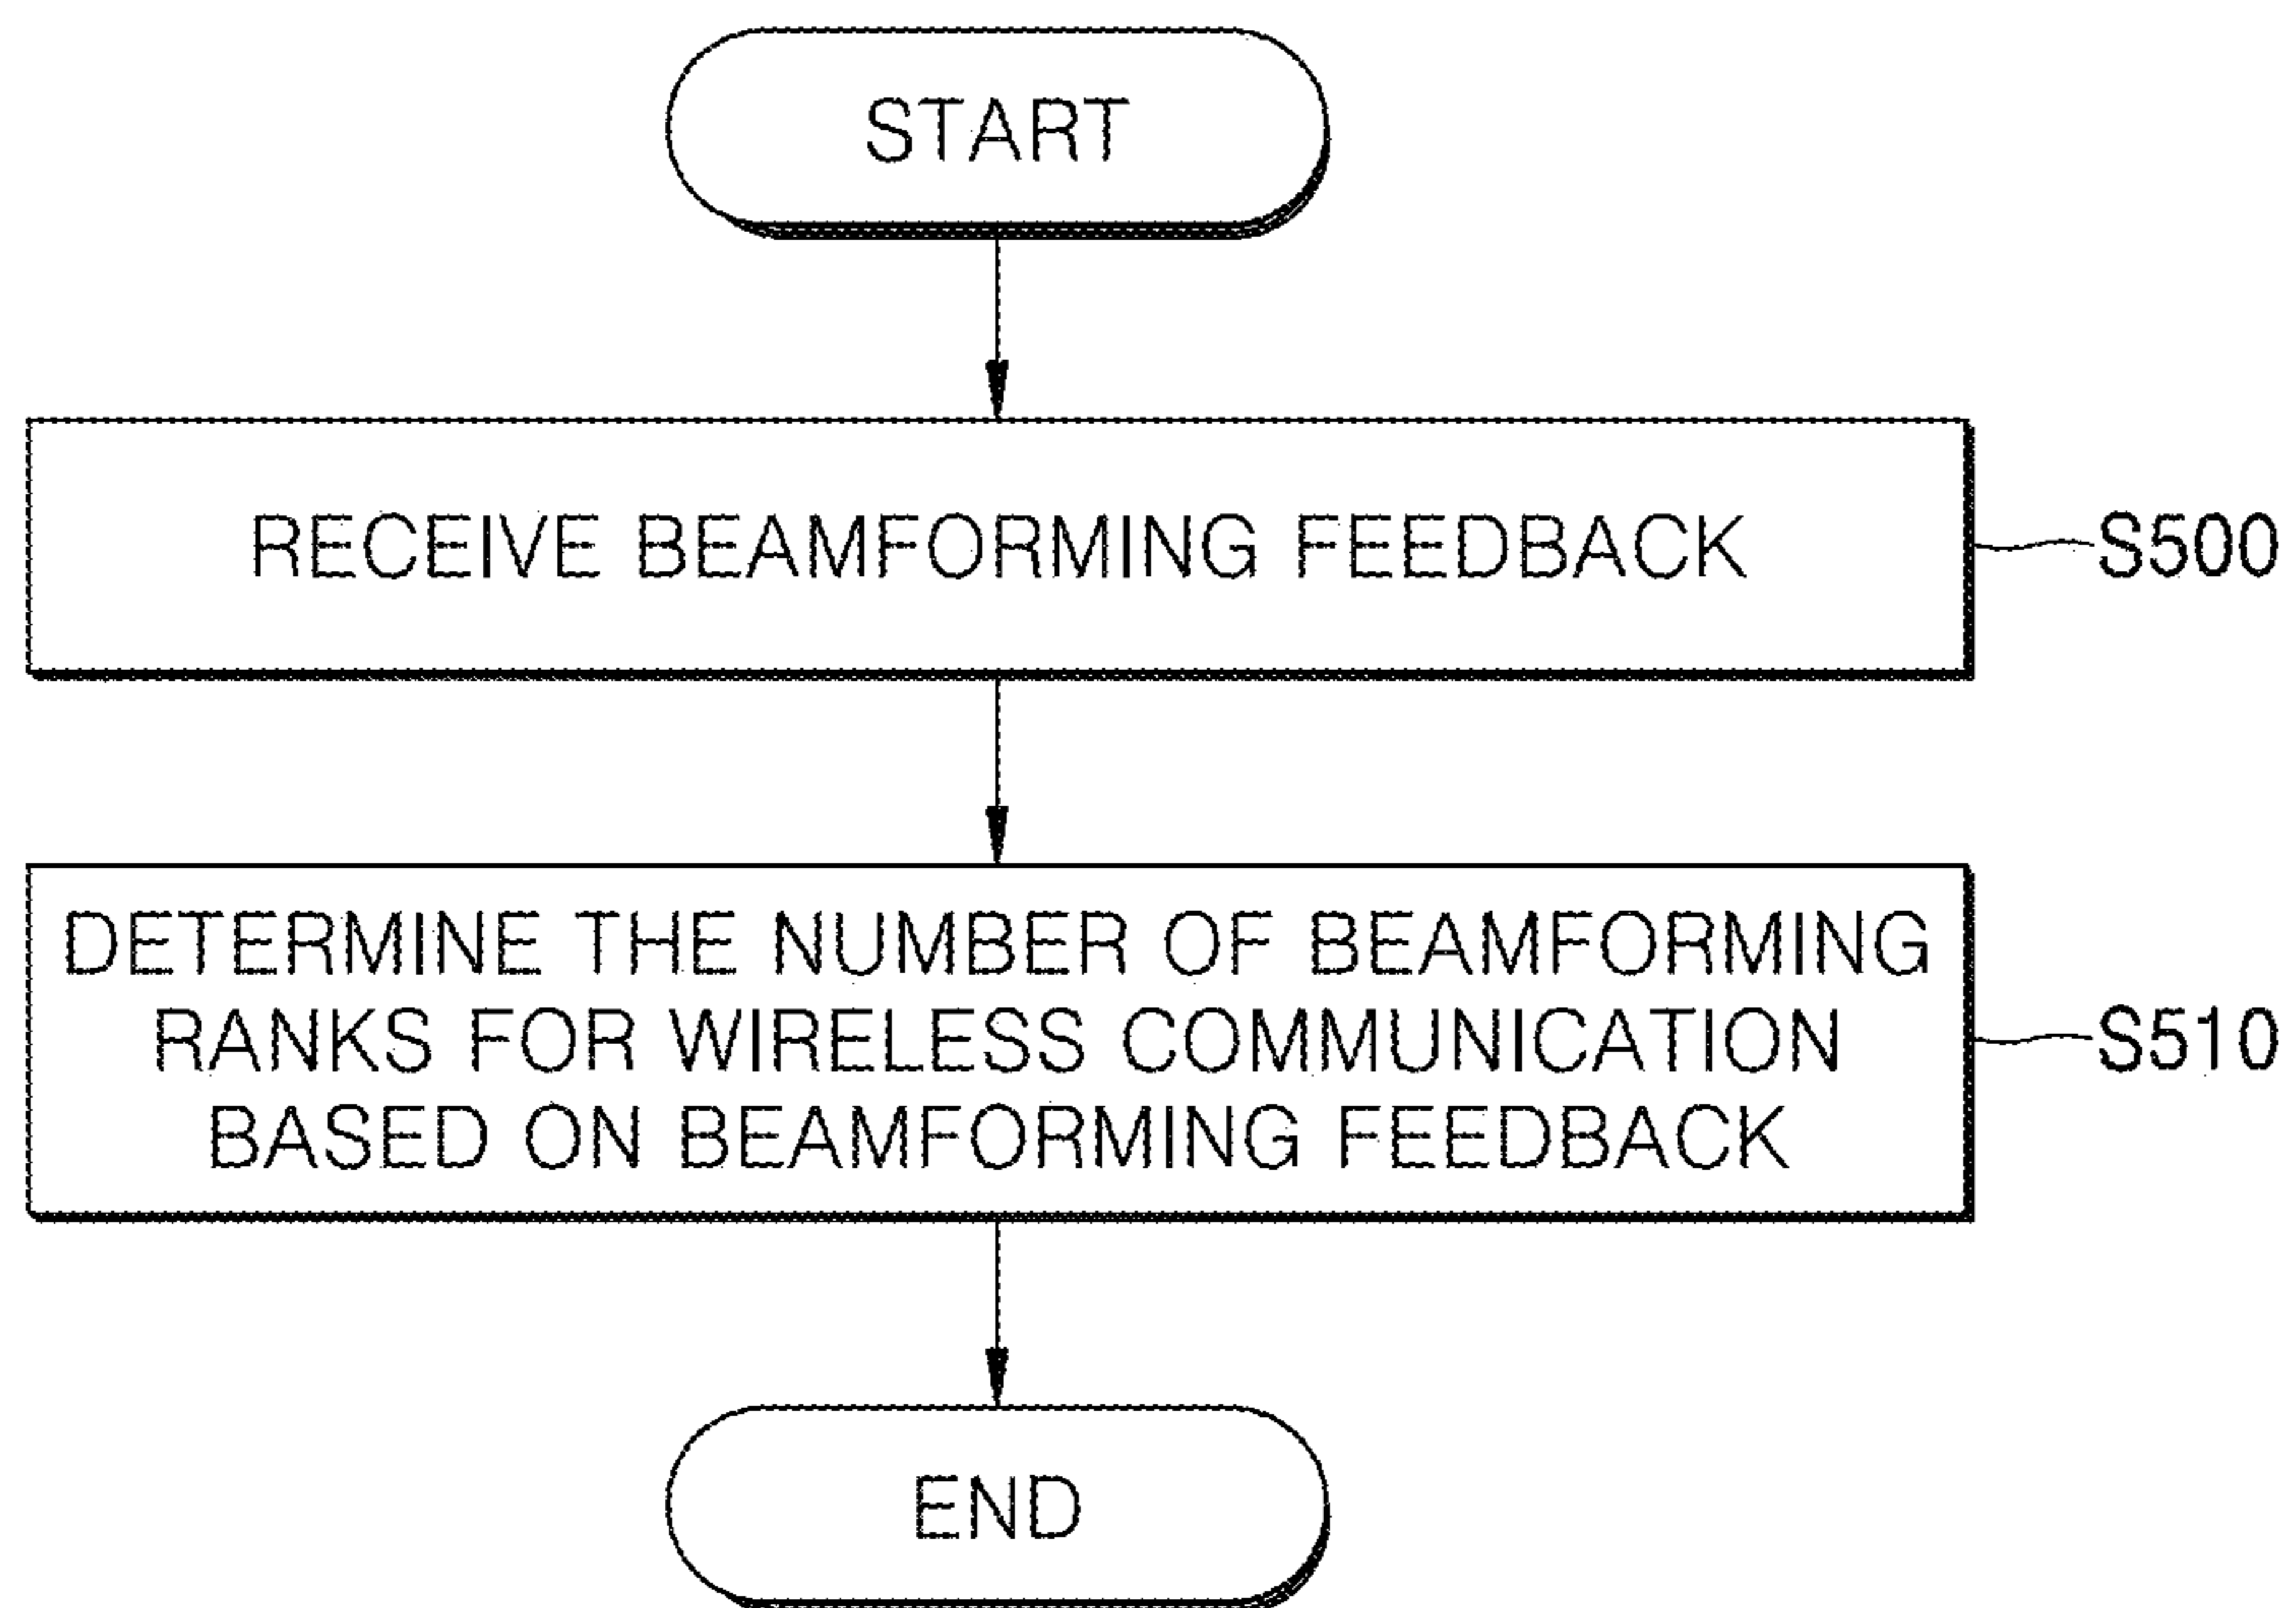 START
RECEIVE BEAMFORMING FEEDBACK
S500
DETERMINE THE NUMBER OF BEAMFORMING
RANKS FOR WIRELESS COMMUNICATION
BASED ON BEAMFORMING FEEDBACK
S510
END